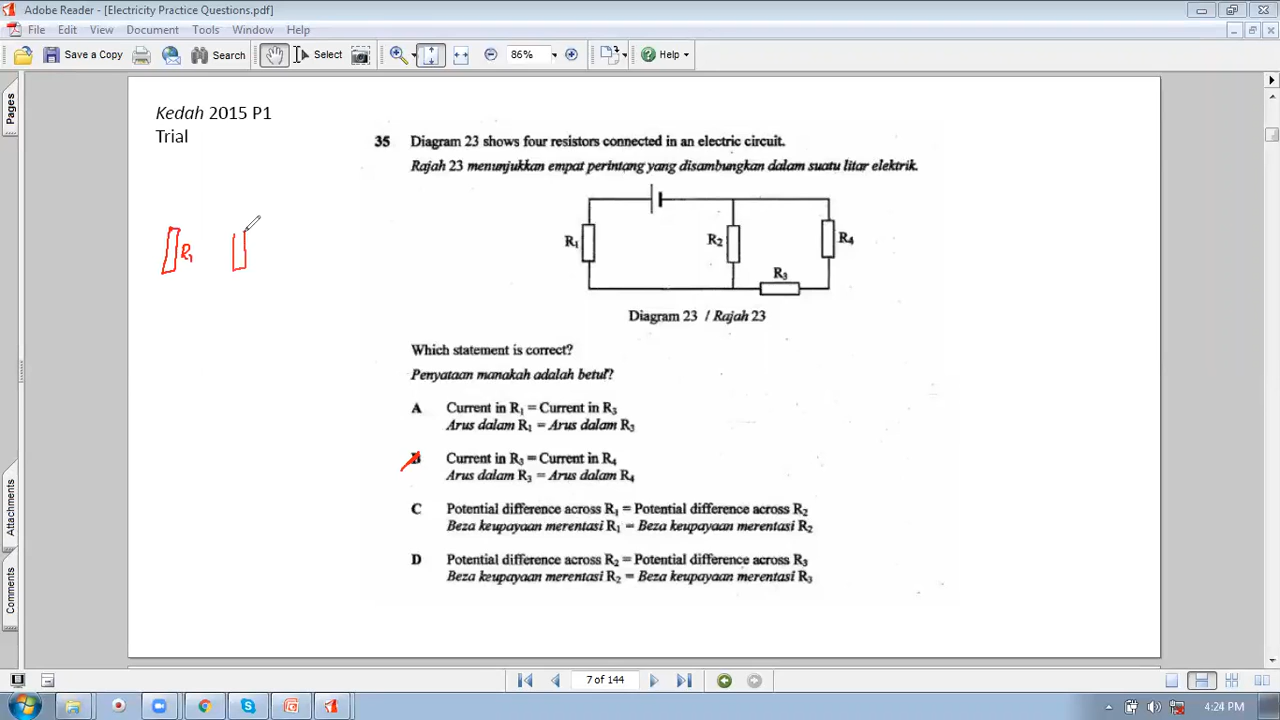 Adobe Reader - [Electricity Practice Questions.pdf]
File Edit View Document Tools Window Help
Save a Copy Search Select 86% Help
Pages
Attachments
Comments
Kedah 2015 P1
Trial
R1
35 Diagram 23 shows four resistors connected in an electric circuit.
Rajah 23 menunjukkan empat perintang yang disambungkan dalam suatu litar elektrik.
R1 R2 R4
R3
Diagram 23 / Rajah 23
Which statement is correct?
Penyataan manakah adalah betul?
A Current in R1 = Current in R3
Arus dalam R1 = Arus dalam R3
B Current in R3 = Current in R4
Arus dalam R3 = Arus dalam R4
C Potential difference across R1 = Potential difference across R2
Beza keupayaan merentasi R1 = Beza keupayaan merentasi R2
D Potential difference across R2 = Potential difference across R3
Beza keupayaan merentasi R2 = Beza keupayaan merentasi R3
7 of 144
4:24 PM